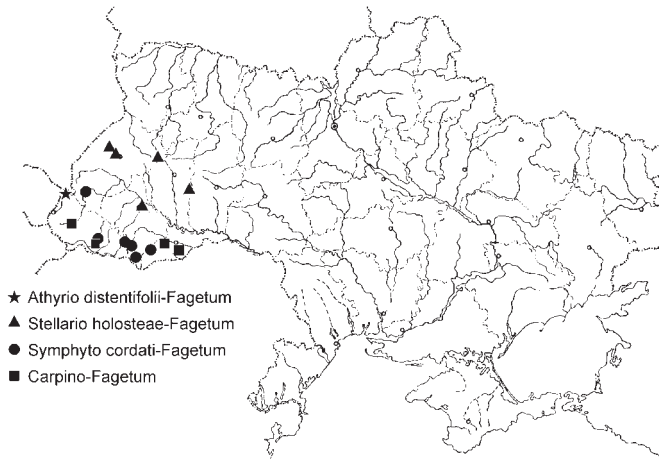 Athyrio distentifolii-Fagetum
Stellario holosteae-Fagetum
Symphyto cordati-Fagetum
Carpino-Fagetum